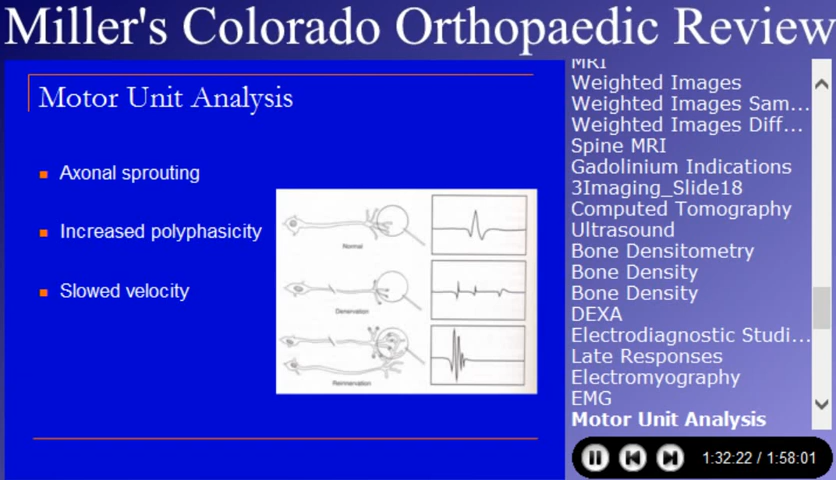 Miller's Colorado Orthopaedic Review
Motor Unit Analysis
Axonal sprouting
Increased polyphasicity
Slowed velocity
Normal
Denervation
Reinnervation
MRI
Weighted Images
Weighted Images Sam...
Weighted Images Diff...
Spine MRI
Gadolinium Indications
3Imaging_Slide18
Computed Tomography
Ultrasound
Bone Densitometry
Bone Density
Bone Density
DEXA
Electrodiagnostic Studi...
Late Responses
Electromyography
EMG
Motor Unit Analysis
1:32:22 / 1:58:01